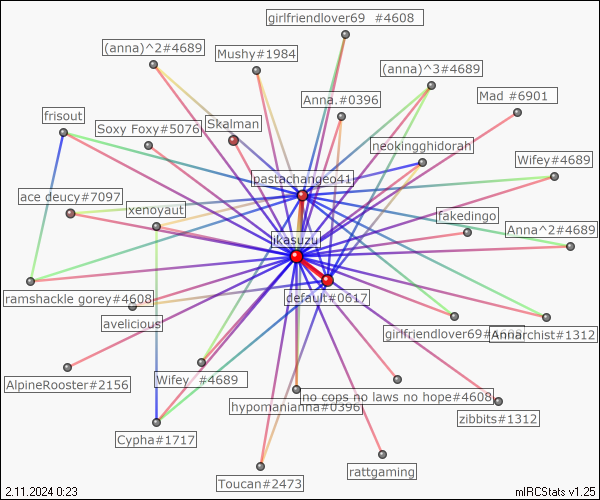 girlfriendlover69 #4608
(anna)^2#4689
Mushy#1984
(anna)^3#4689
Mad #6901
Anna.#0396
frisout
Soxy Foxy#5076
Skalman
neokingghidorah
Wifey#4689
pastachangeo41
ace deucy#7097
xenoyaut
fakedingo
Anna^2#4689
ikasuzu
ramshackle gorey#4608
default#0617
avelicious
girlfriendlover69#
Annarchist#1312
AlpineRooster#2156
Wifey #4689
no cops no laws no hope#4608
hypomanianna#0396
zibbits#1312
Cypha#1717
rattgaming
Toucan#2473
2.11.2024 0:23
mIRCStats v1.25